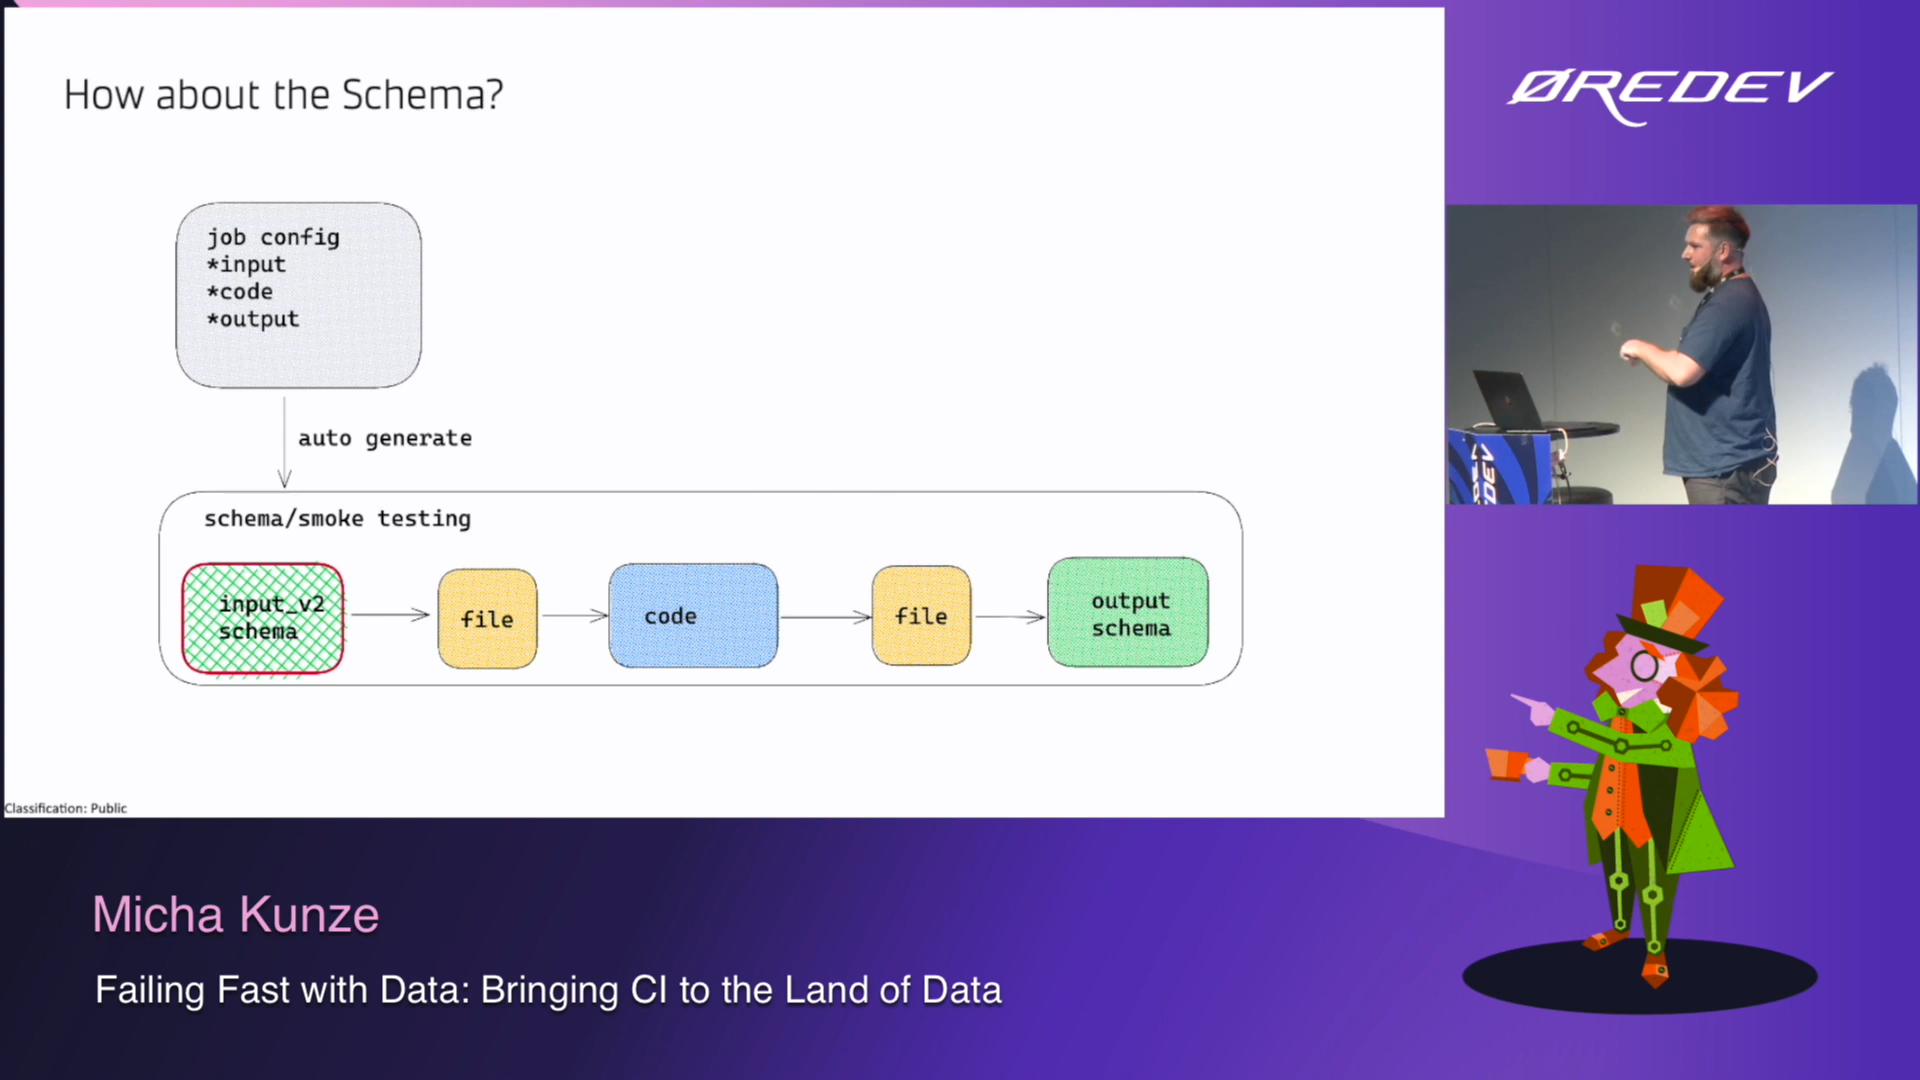 How about the Schema?
ØREDEV
job config
*input
*code
*output
auto generate
schema/smoke testing
input_v2
schema
file
code
file
output
schema
Classification: Public
Micha Kunze
Failing Fast with Data: Bringing CI to the Land of Data